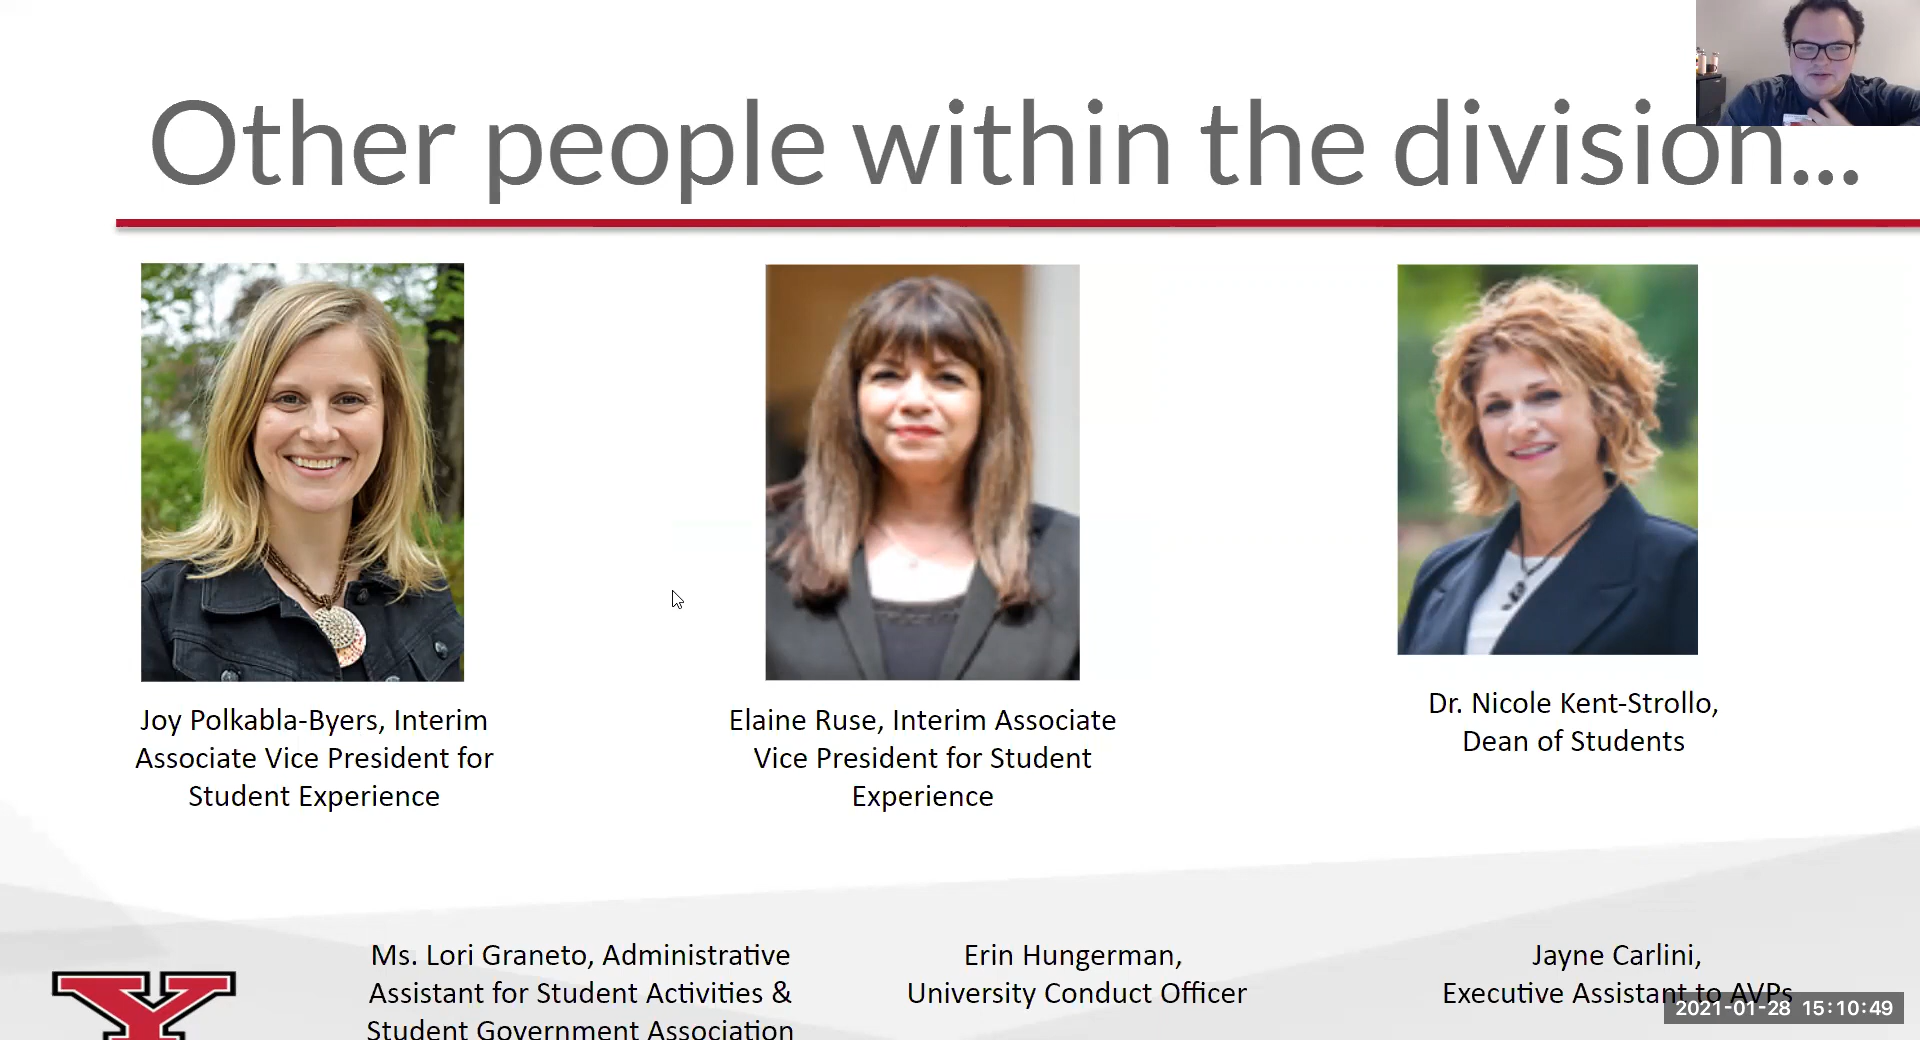 Other people within the division...
Joy Polkabla-Byers, Interim
Associate Vice President for
Student Experience
Elaine Ruse, Interim Associate
Vice President for Student
Experience
Dr. Nicole Kent-Strollo,
Dean of Students
Ms. Lori Graneto, Administrative
Assistant for Student Activities &
Student Government Association
Erin Hungerman,
University Conduct Officer
Jayne Carlini,
Executive Assistant to AVPs
Y
2021-01-28 15:10:49